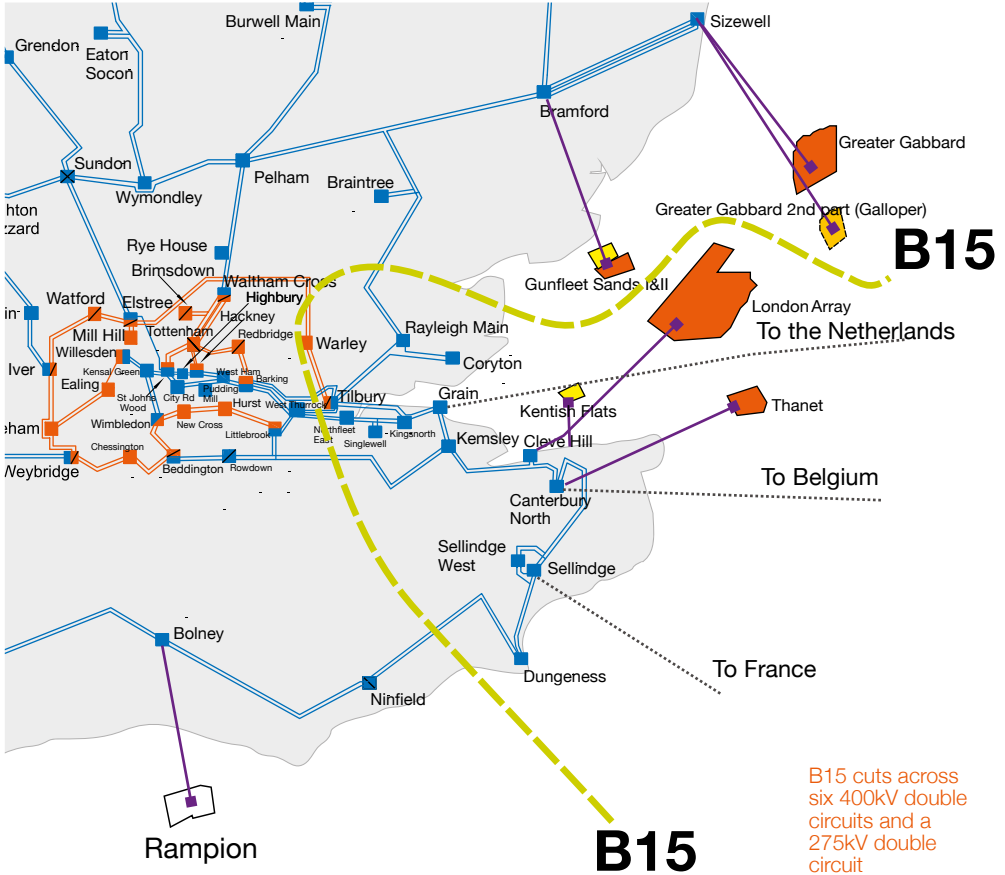 Burwell Main
Sizewell
Grendon
Eaton
Socon
Bramford
Greater Gabbard
Sundon
Pelham
Braintree
Wymondley
hton
zzard
Greater Gabbard 2nd part (Galloper)
B15
Rye House
Brimsdown
Waltham Cross
Gunfleet Sands I&II
Highbury
Watford
Elstree
London Array
in
Hackney
Tottenham
Redbridge
Rayleigh Main
To the Netherlands
Mill Hill
Warley
Willesden
Coryton
Iver
Kensal Green
West Ham
Barking
Ealing
Pudding
Mill
St Johns
Wood
City Rd
Tilbury
Grain
Hurst
West Thurrock
Kentish Flats
Thanet
Wimbledon
New Cross
eham
Littlebrook
Northfleet
East
Singlewell
Kingsnorth
Kemsley
Cleve Hill
Chessington
Weybridge
Beddington
Rowdown
To Belgium
Canterbury
North
Sellindge
West
Sellindge
Bolney
To France
Dungeness
Ninfield
B15 cuts across
six 400kV double
circuits and a
275kV double
circuit
Rampion
B15